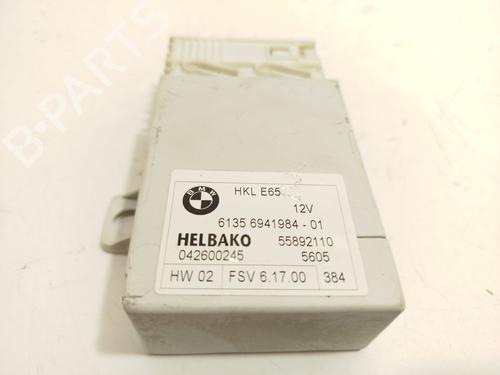 B-PARTS
BMW
HKL E65
12V
6135 6941984 - 01
HELBAKO 55892110
042600245 5605
HW 02 FSV 6.17.00 384